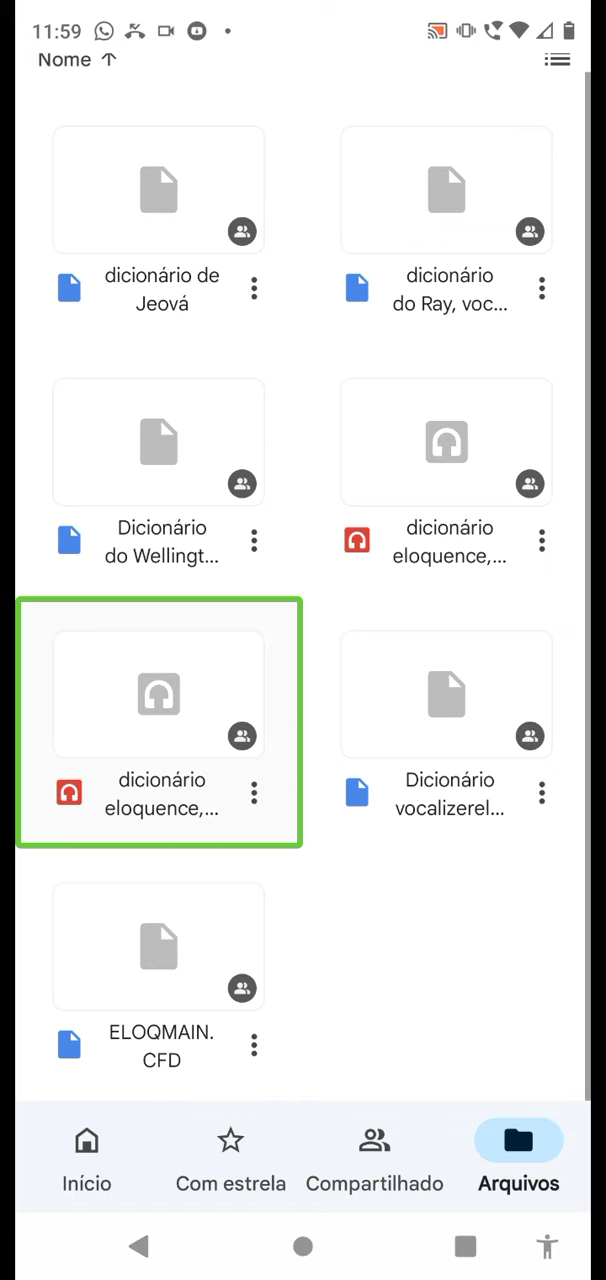 11:59
Nome
dicionário de
Jeová
dicionário
do Ray, voc...
Dicionário
do Wellingt...
dicionário
eloquence,...
dicionário
eloquence,...
Dicionário
vocalizerel...
ELOQMAIN.
CFD
Início
Com estrela
Compartilhado
Arquivos